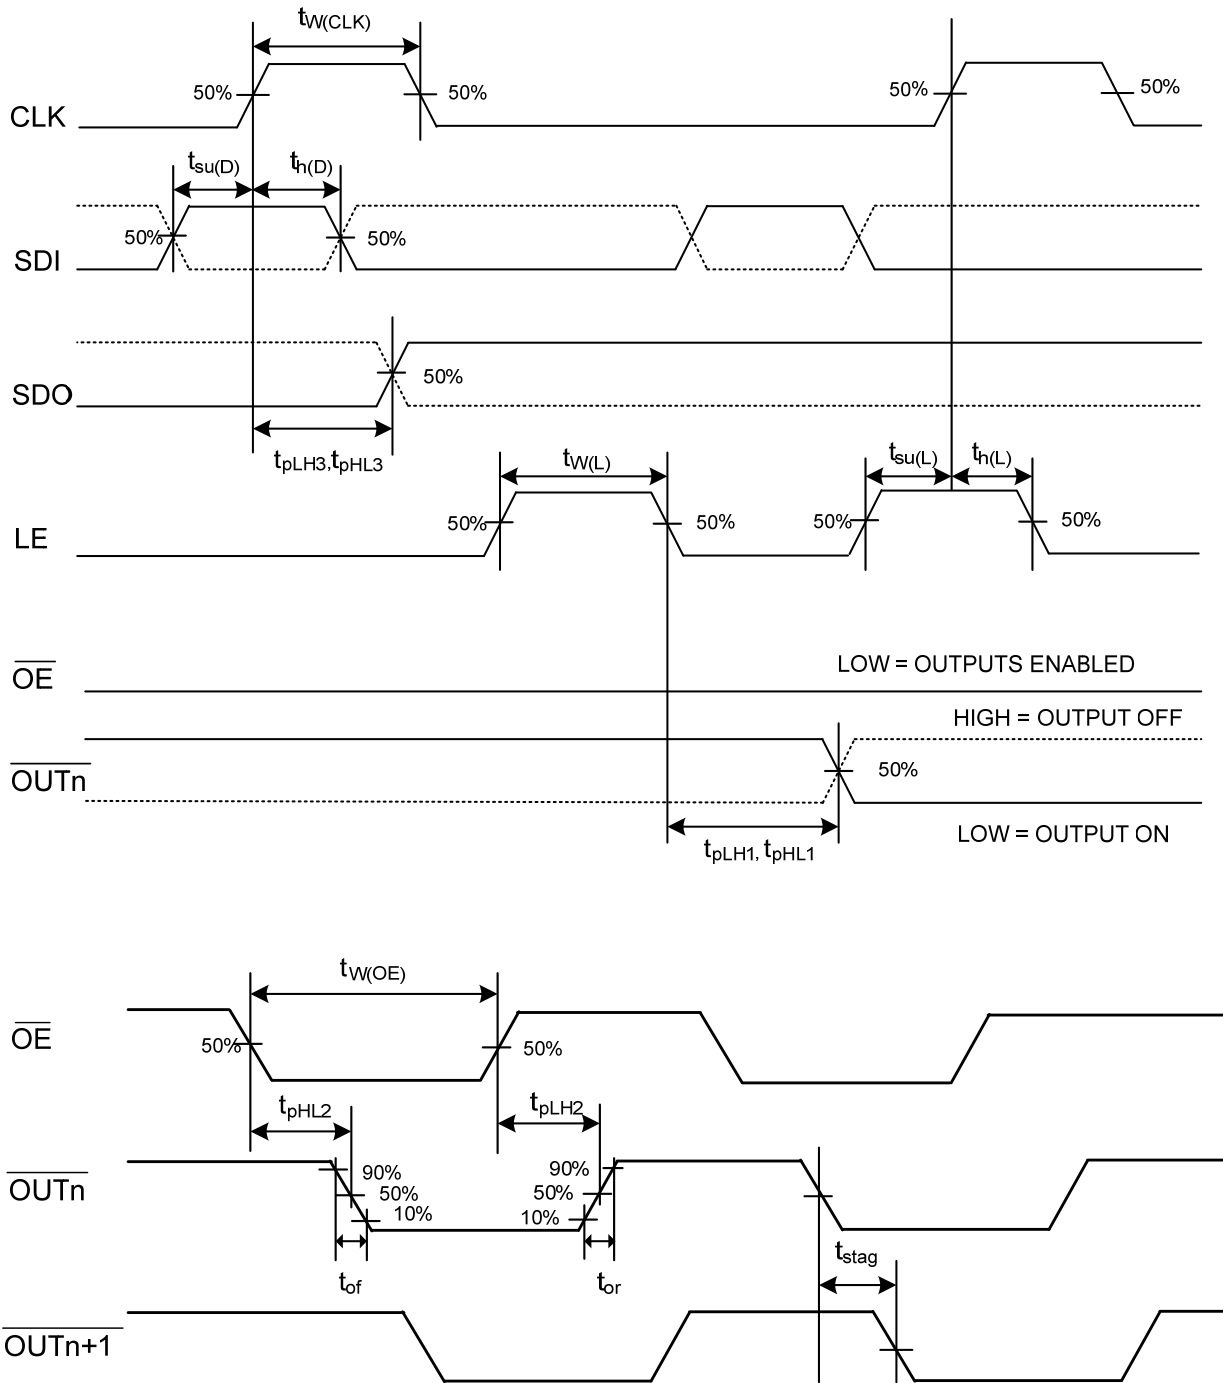 tW(CLK)
50%
50%
50%
50%
CLK
tsu(D)
th(D)
50%
50%
SDI
50%
SDO
tpLH3,tpHL3
tW(L)
tsu(L)
th(L)
50%
50%
50%
50%
LE
LOW = OUTPUTS ENABLED
OE
HIGH = OUTPUT OFF
OUTn
50%
LOW = OUTPUT ON
tpLH1, tpHL1
tW(OE)
OE
50%
50%
tpHL2
tpLH2
OUTn
90%
50%
10%
90%
50%
10%
tstag
tof
tor
OUTn+1